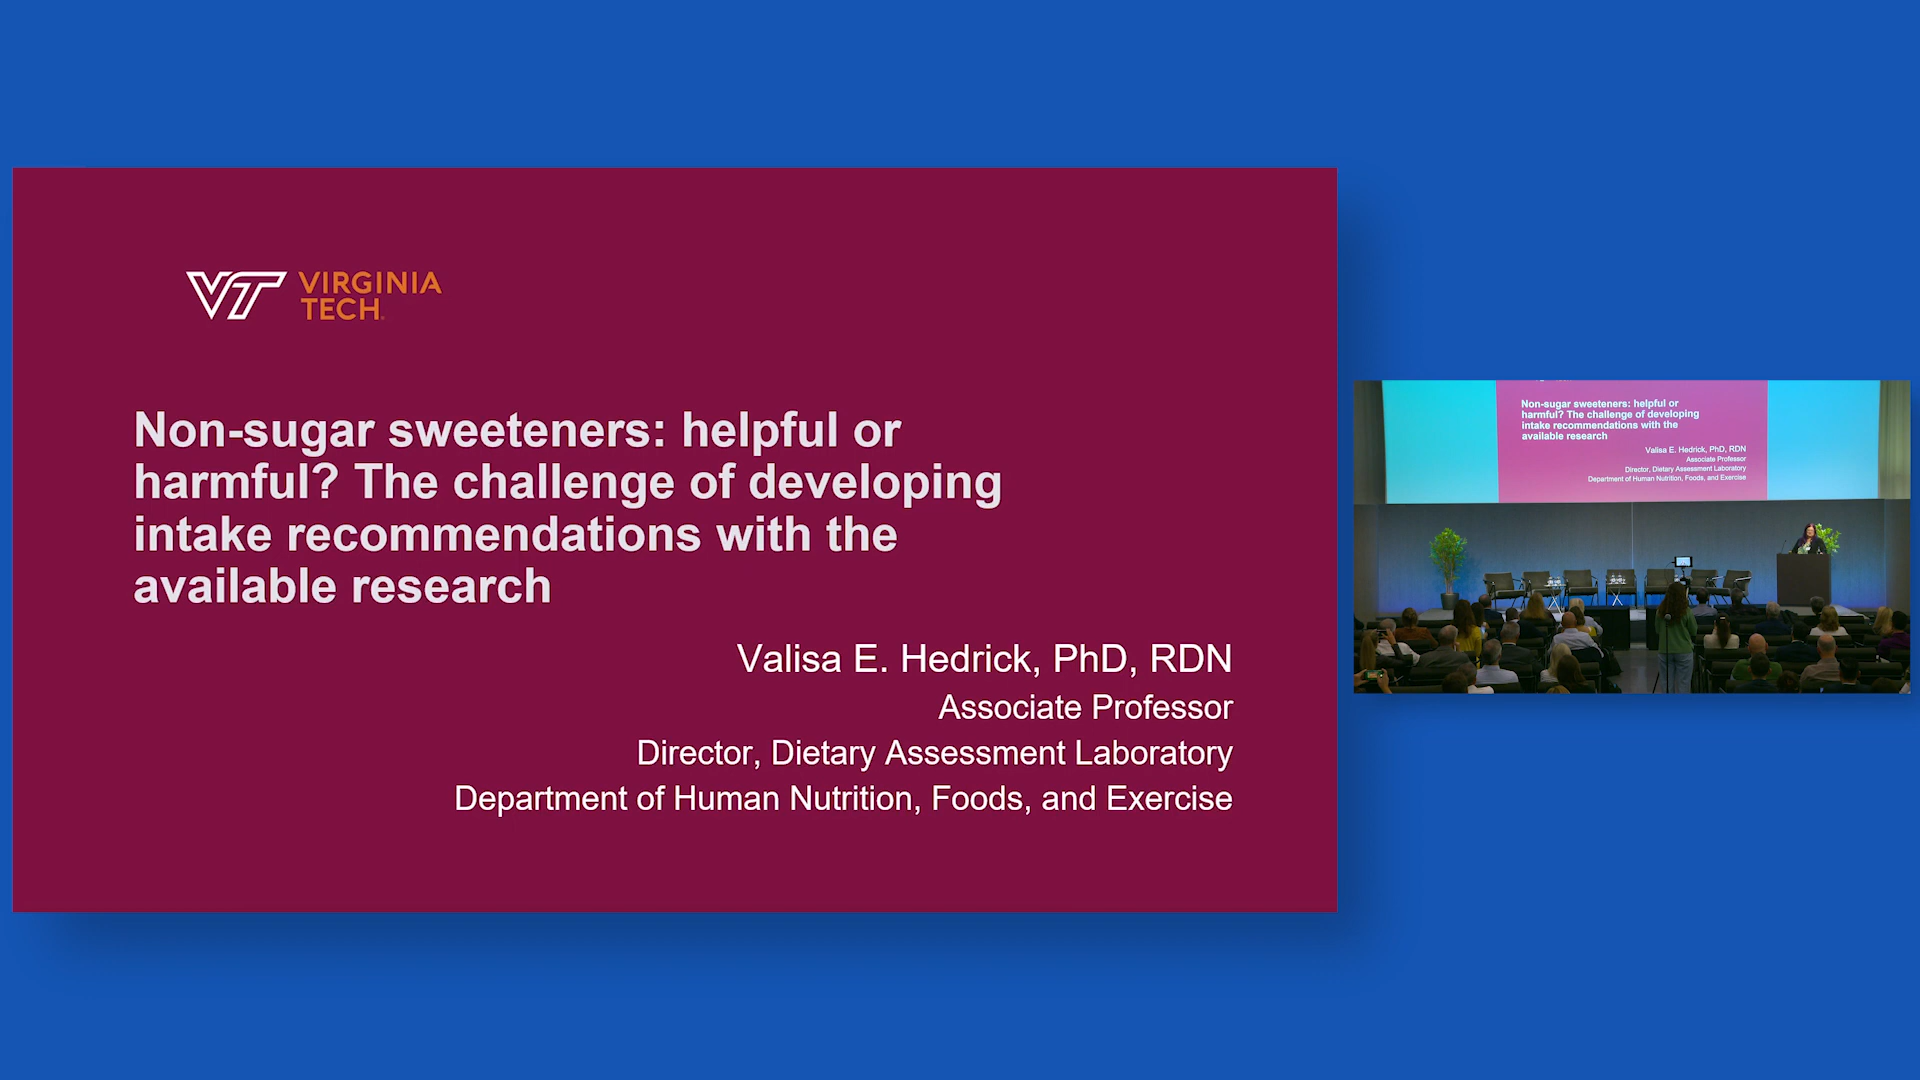 VT VIRGINIA
TECH
Non-sugar sweeteners: helpful or
harmful? The challenge of developing
intake recommendations with the
available research
Valisa E. Hedrick, PhD, RDN
Associate Professor
Director, Dietary Assessment Laboratory
Department of Human Nutrition, Foods, and Exercise
Non-sugar sweeteners: helpful or
harmful? The challenge of developing
intake recommendations with the
available research
Valisa E. Hedrick, PhD, RDN
Associate Professor
Director, Dietary Assessment Laboratory
Department of Human Nutrition, Foods, and Exercise